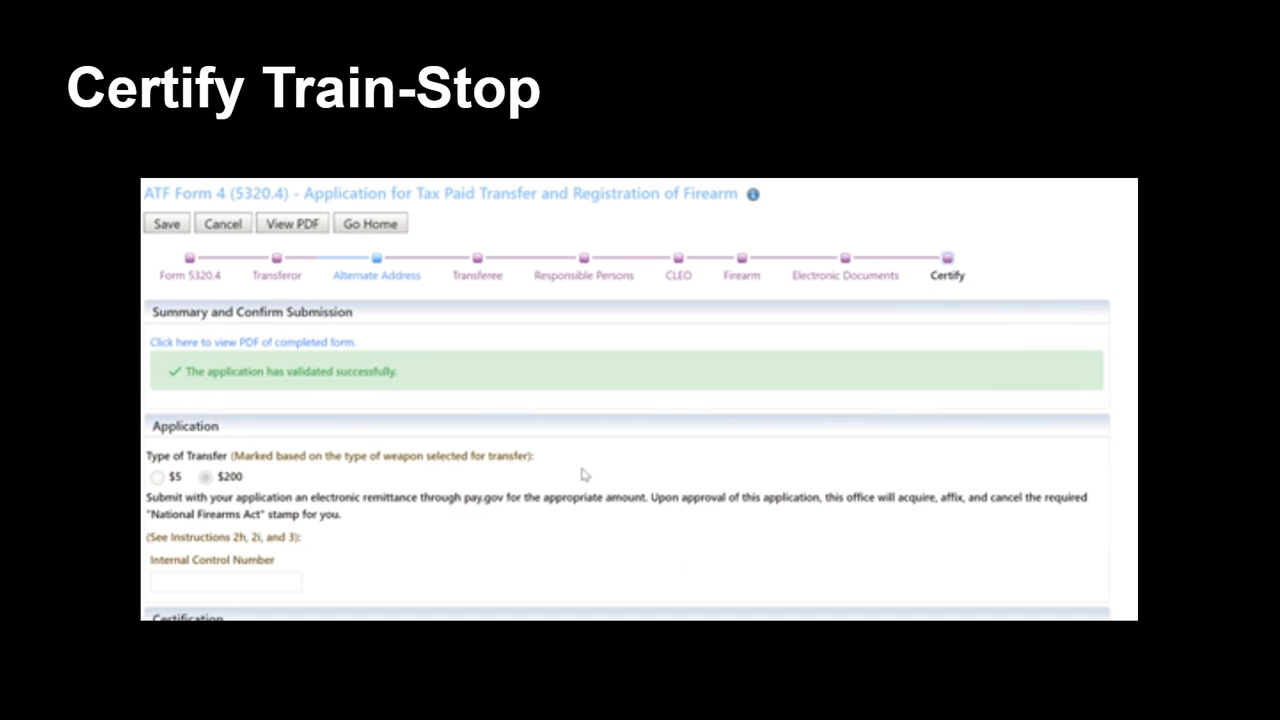 Certify Train-Stop
ATF Form 4 (5320.4) - Application for Tax Paid Transfer and Registration of Firearm
Save Cancel View PDF Go Home
Form 5320.4 Transferor Alternate Address Transferee Responsible Persons CLEO Firearm Electronic Documents Certify
Summary and Confirm Submission
Click here to view PDF of completed form.
The application has validated successfully.
Application
Type of Transfer (Marked based on the type of weapon selected for transfer):
$5 $200
Submit with your application an electronic remittance through pay.gov for the appropriate amount. Upon approval of this application, this office will acquire, affix, and cancel the required
"National Firearms Act" stamp for you.
(See Instructions 2h, 2i, and 3):
Internal Control Number
Certification